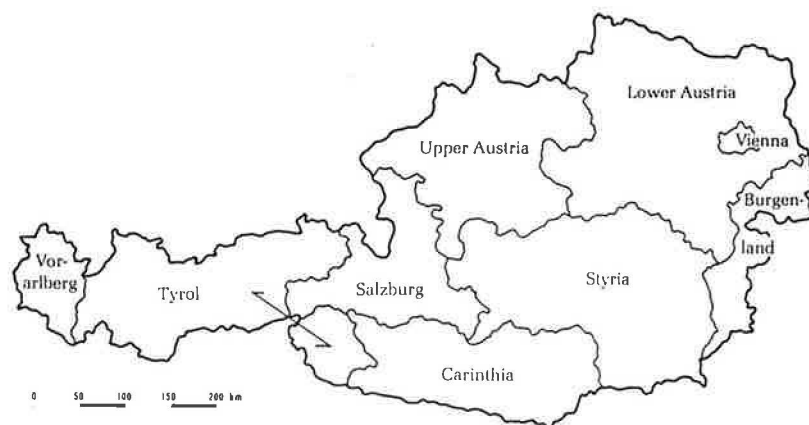 Lower Austria
Vienna
Upper Austria
Burgen-
land
Vor-
arlberg
Tyrol
Salzburg
Styria
Carinthia
0 50 100 150 200 km